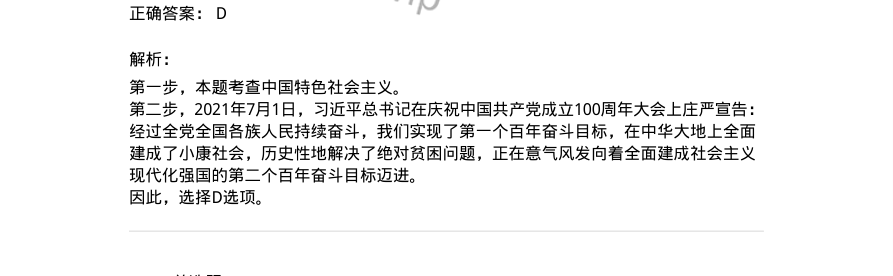 正确答案： D
解析：
第一步，本题考查中国特色社会主义。
第二步，2021年7月1日，习近平总书记在庆祝中国共产党成立100周年大会上庄严宣告：
经过全党全国各族人民持续奋斗，我们实现了第一个百年奋斗目标，在中华大地上全面
建成了小康社会，历史性地解决了绝对贫困问题，正在意气风发向着全面建成社会主义
现代化强国的第二个百年奋斗目标迈进。
因此，选择D选项。